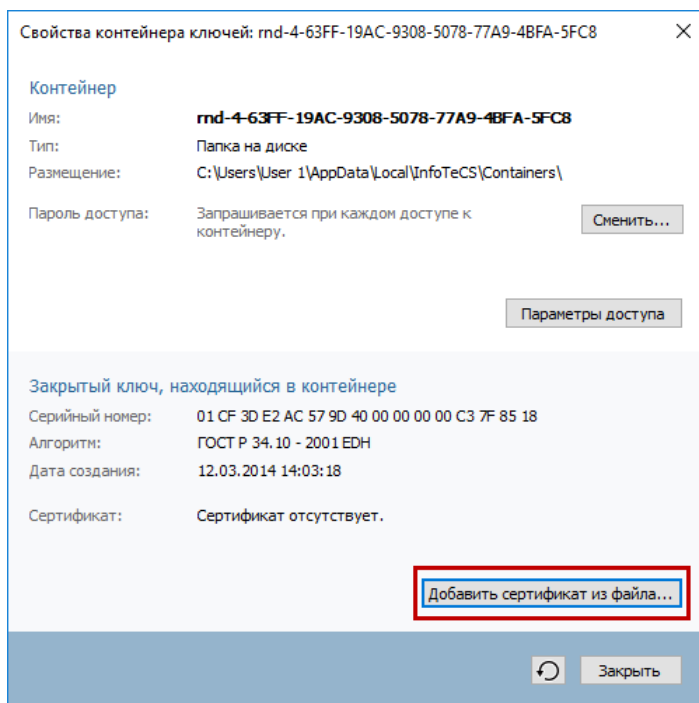 Свойства контейнера ключей: rnd-4-63FF-19AC-9308-5078-77A9-4BFA-5FC8
Контейнер
Имя: rnd-4-63FF-19AC-9308-5078-77A9-4BFA-5FC8
Тип: Папка на диске
Размещение: C:\Users\User 1\AppData\Local\InfoTeCS\Containers\
Пароль доступа: Запрашивается при каждом доступе к
контейнеру.
Сменить...
Параметры доступа
Закрытый ключ, находящийся в контейнере
Серийный номер: 01 CF 3D E2 AC 57 9D 40 00 00 00 00 C3 7F 85 18
Алгоритм: ГОСТ Р 34.10 - 2001 EDH
Дата создания: 12.03.2014 14:03:18
Сертификат: Сертификат отсутствует.
Добавить сертификат из файла...
Закрыть